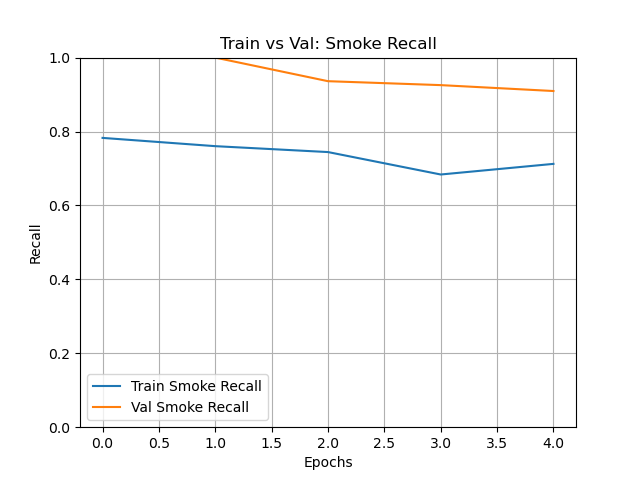 Train vs Val: Smoke Recall
1.0
0.8
0.6
0.4
0.2
0.0
Recall
Train Smoke Recall
Val Smoke Recall
0.0 0.5 1.0 1.5 2.0 2.5 3.0 3.5 4.0
Epochs